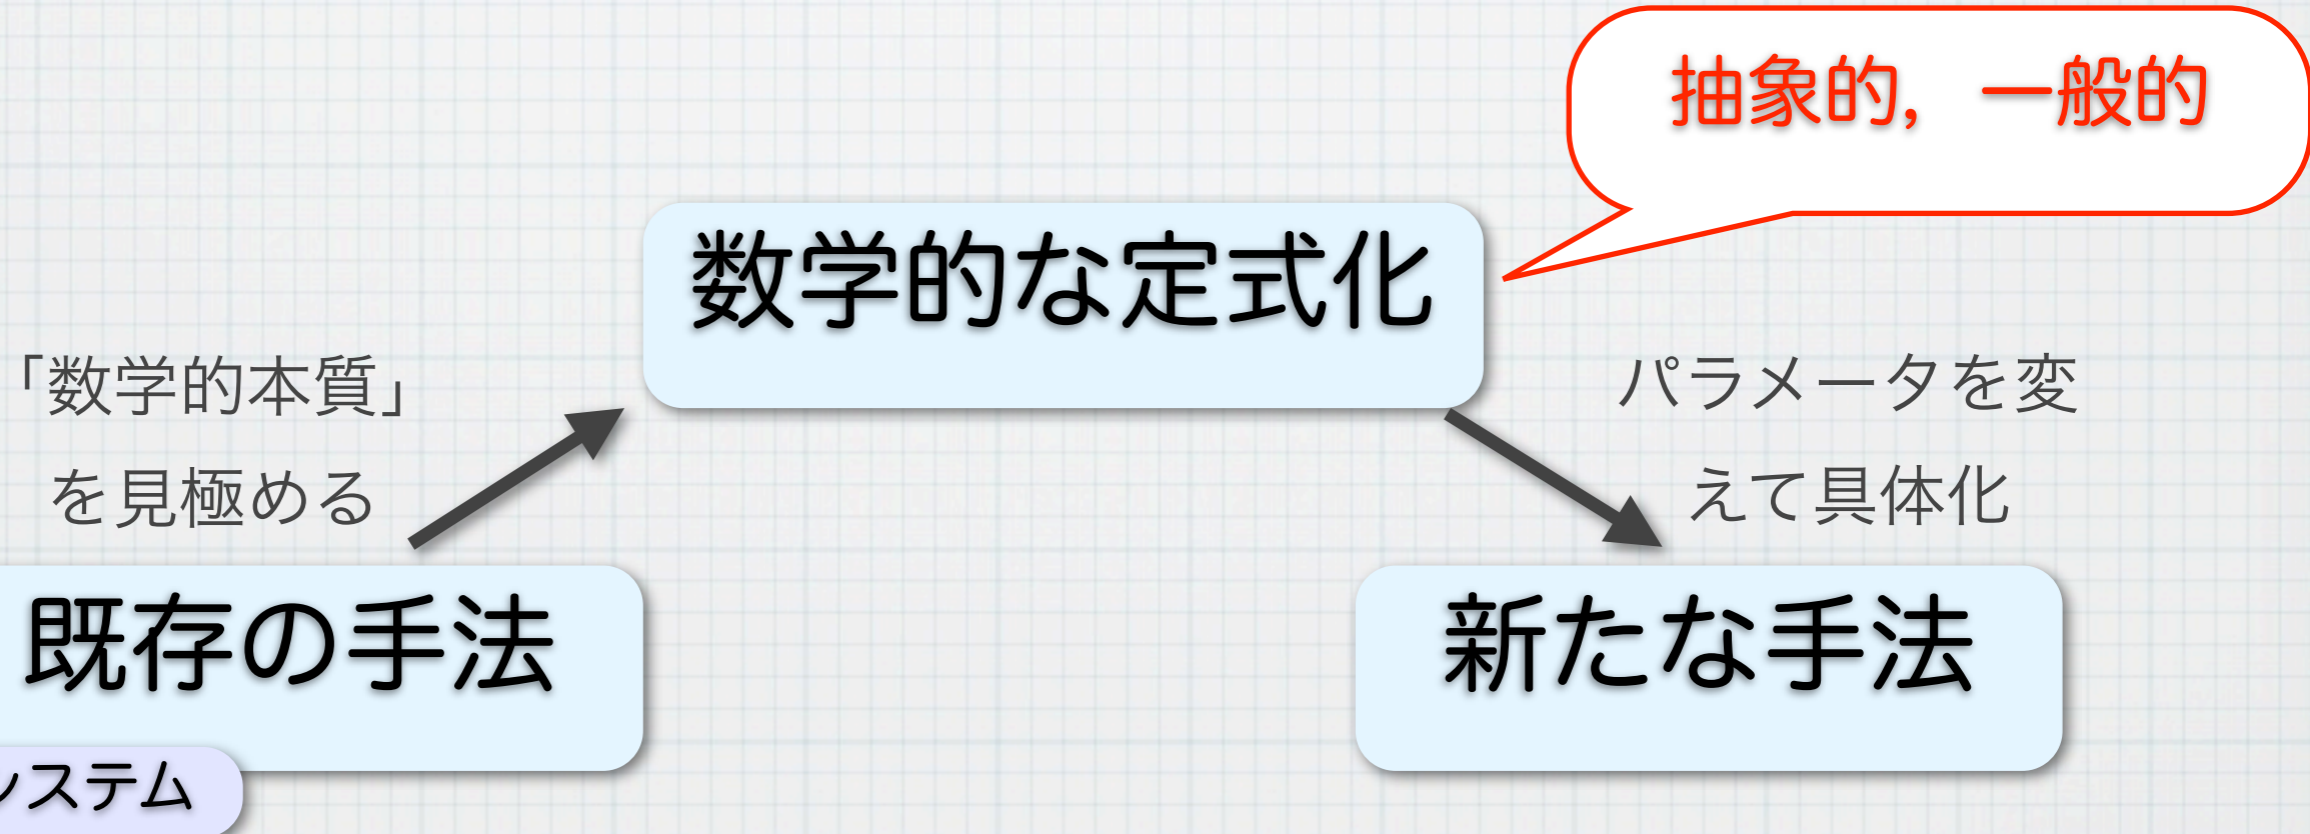 抽象的，一般的
数学的な定式化
「数学的本質」
を見極める
パラメータを変
えて具体化
既存の手法
新たな手法
ステム